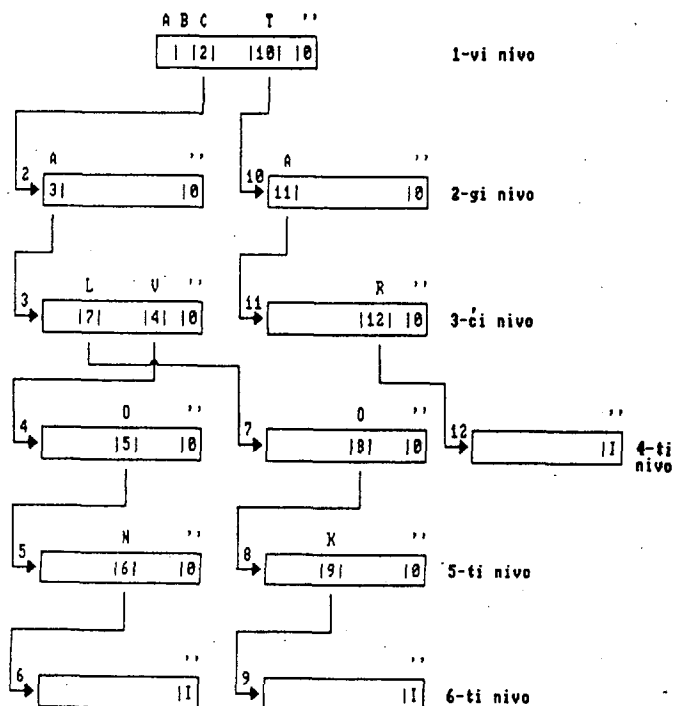 A B C T ''
| |2| |10| |0 1-vi nivo
A '' A ''
2 3| |0 10 11| |0 2-gi nivo
L V '' R ''
3 |7| |4| |0 11 |12| |0 3-ći nivo
O '' O '' ''
4 |5| |0 7 |8| |0 12 |I 4-ti
nivo
N '' K ''
5 |6| |0 8 |9| |0 5-ti nivo
'' ''
6 |I 9 |I 6-ti nivo